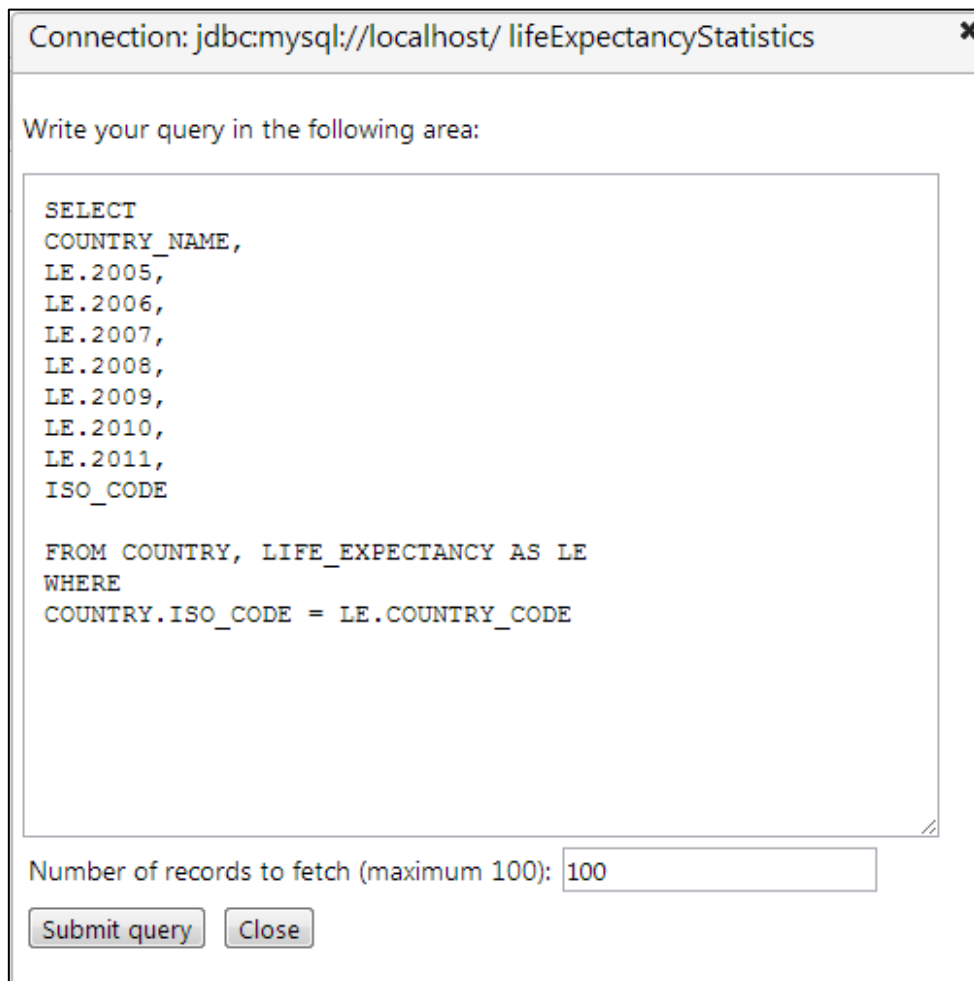 Connection: jdbc:mysql://localhost/ lifeExpectancyStatistics
Write your query in the following area:
SELECT
COUNTRY_NAME,
LE.2005,
LE.2006,
LE.2007,
LE.2008,
LE.2009,
LE.2010,
LE.2011,
ISO_CODE
FROM COUNTRY, LIFE_EXPECTANCY AS LE
WHERE
COUNTRY.ISO_CODE = LE.COUNTRY_CODE
Number of records to fetch (maximum 100): 100
Submit query Close